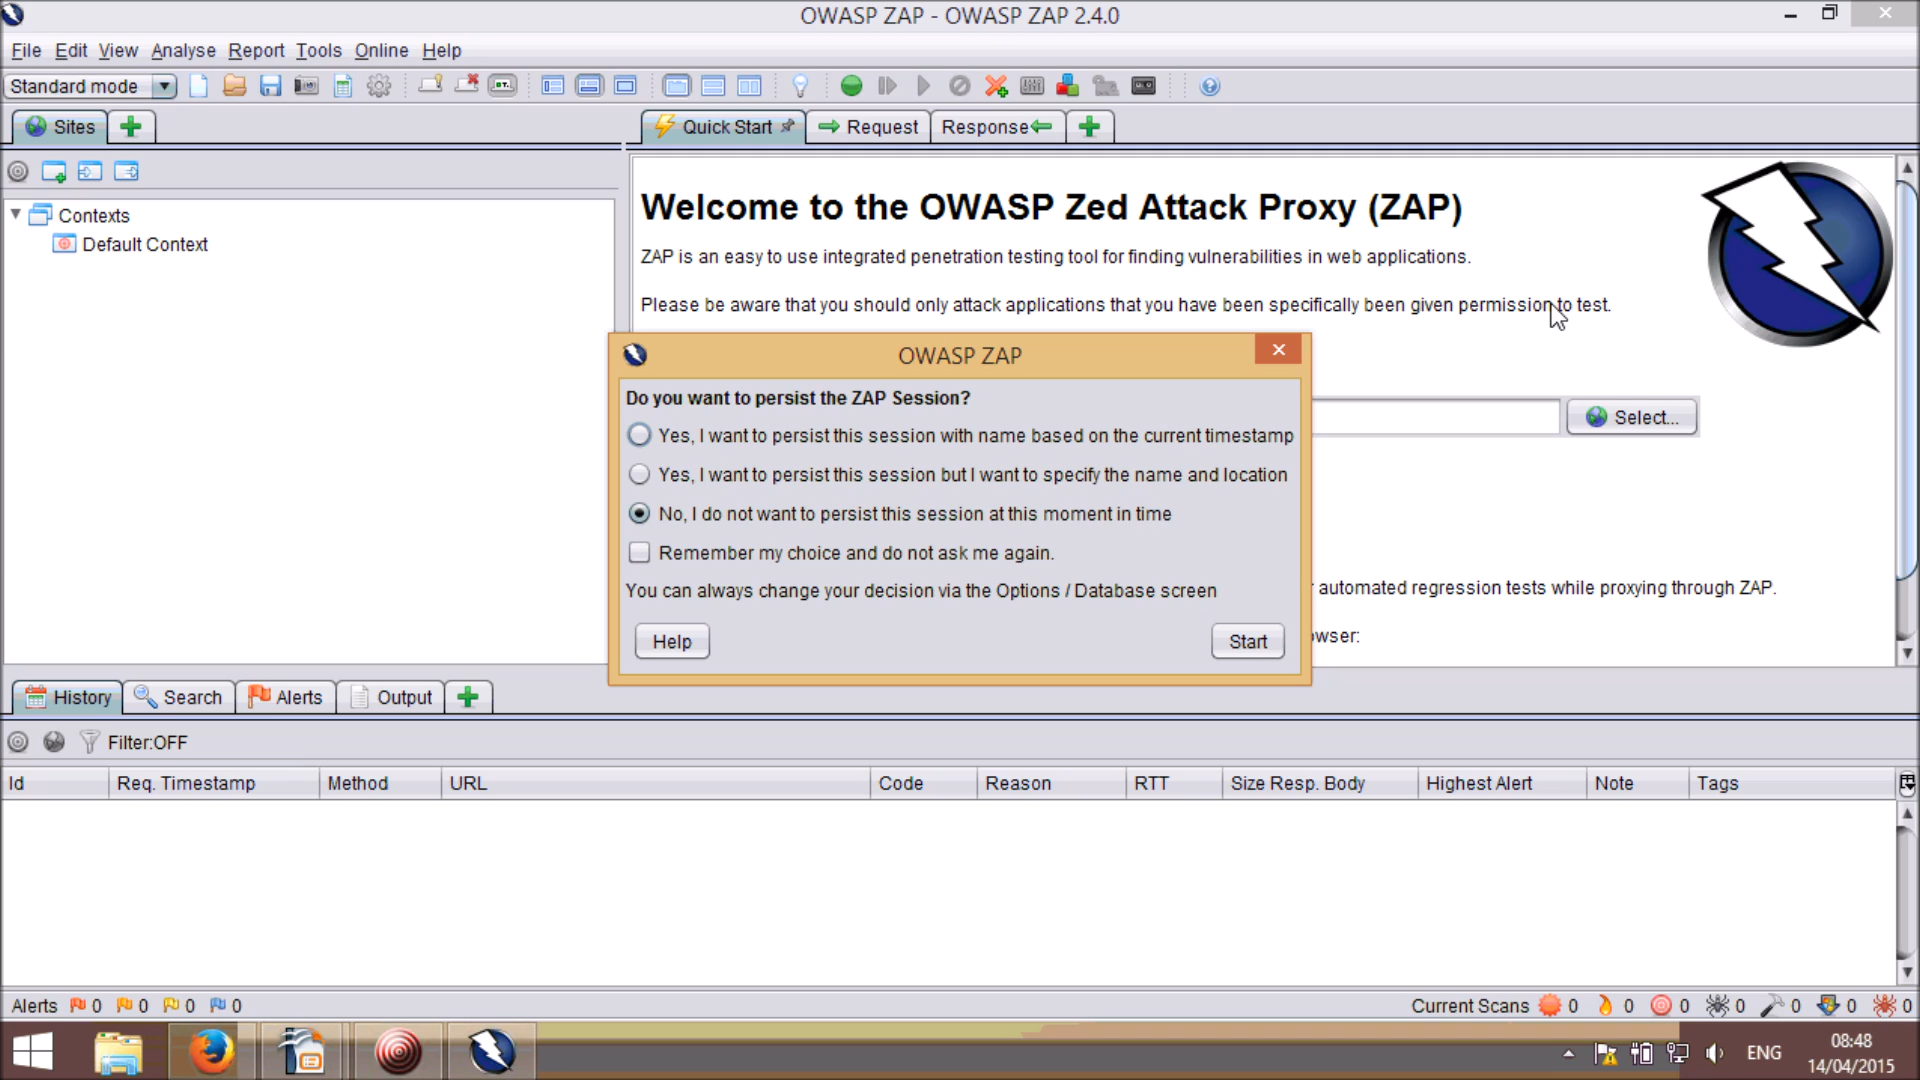 OWASP ZAP - OWASP ZAP 2.4.0
File Edit View Analyse Report Tools Online Help
Standard mode
Sites
Quick Start
Request
Response
Contexts
Default Context
Welcome to the OWASP Zed Attack Proxy (ZAP)
ZAP is an easy to use integrated penetration testing tool for finding vulnerabilities in web applications.
Please be aware that you should only attack applications that you have been specifically been given permission to test.
Select...
automated regression tests while proxying through ZAP.
wser:
OWASP ZAP
Do you want to persist the ZAP Session?
Yes, I want to persist this session with name based on the current timestamp
Yes, I want to persist this session but I want to specify the name and location
No, I do not want to persist this session at this moment in time
Remember my choice and do not ask me again.
You can always change your decision via the Options / Database screen
Help
Start
History
Search
Alerts
Output
Filter:OFF
Id Req. Timestamp Method URL Code Reason RTT Size Resp. Body Highest Alert Note Tags
Alerts 0 0 0 0
Current Scans 0 0 0 0 0 0 0
ENG
08:48
14/04/2015